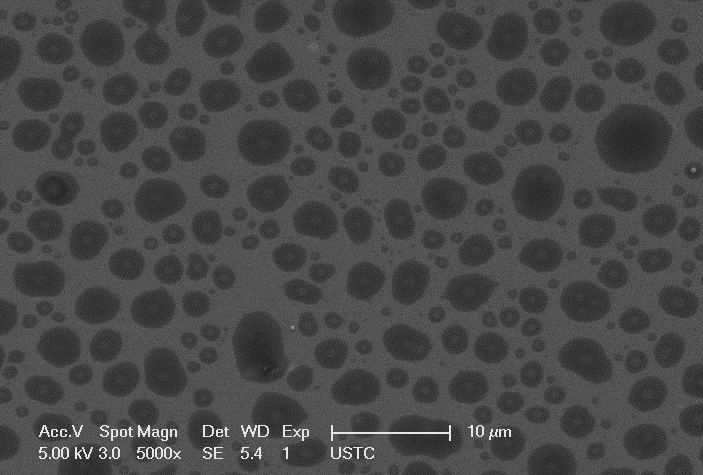 Acc.V Spot Magn Det WD Exp 10 μm
5.00 kV 3.0 5000x SE 5.4 1 USTC